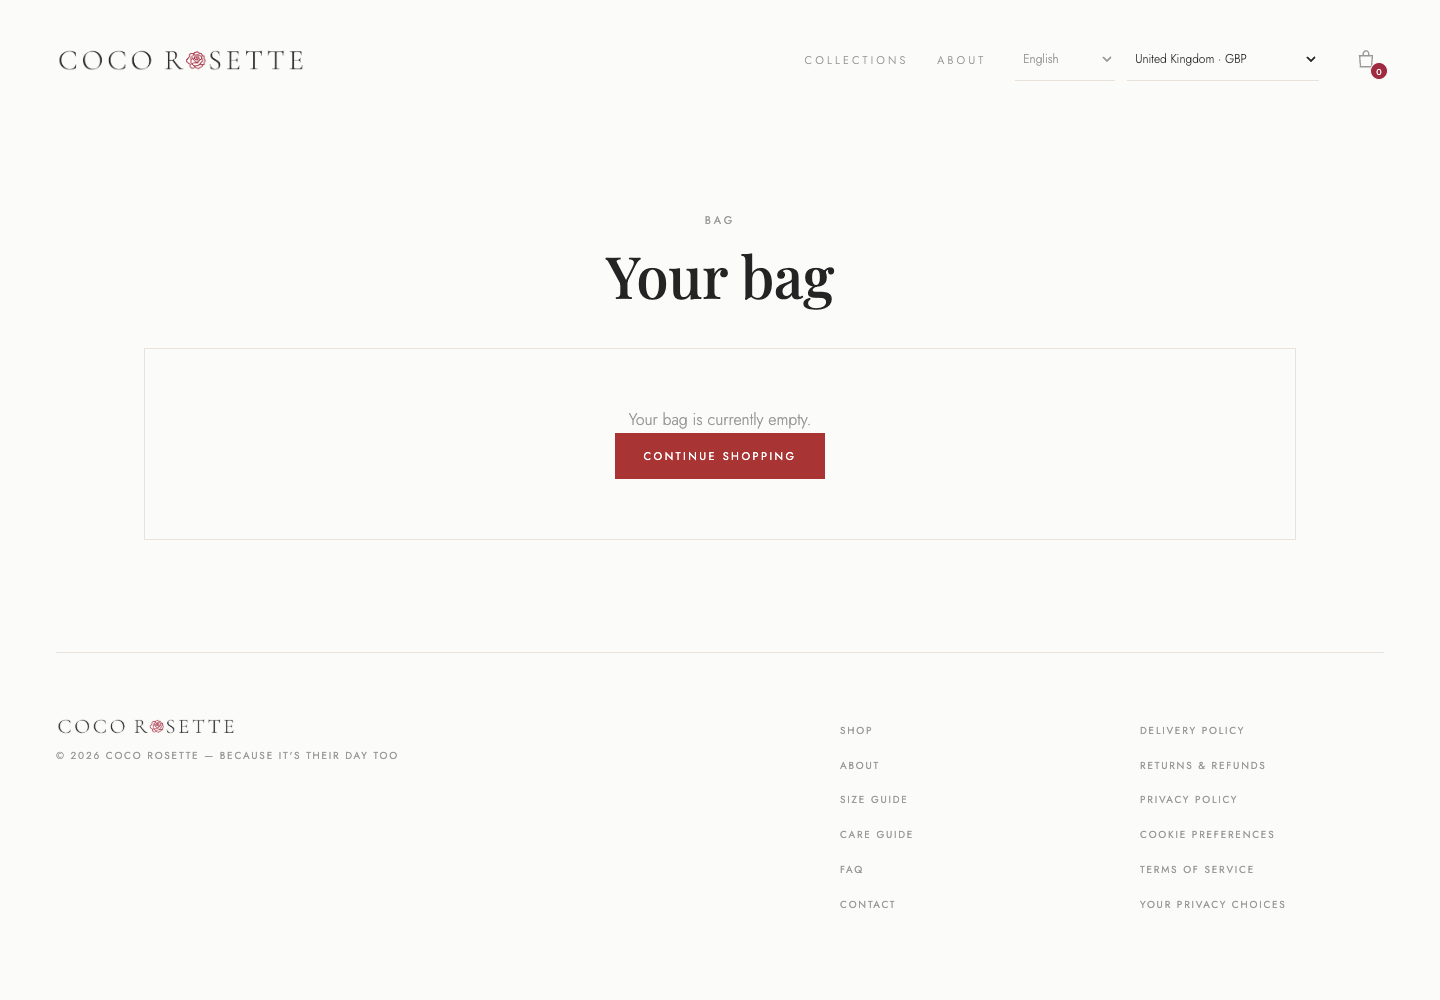 COCO ROSETTE
COLLECTIONS
ABOUT
English
United Kingdom · GBP
0
BAG
Your bag
Your bag is currently empty.
CONTINUE SHOPPING
COCO ROSETTE
© 2026 COCO ROSETTE — BECAUSE IT'S THEIR DAY TOO
SHOP
ABOUT
SIZE GUIDE
CARE GUIDE
FAQ
CONTACT
DELIVERY POLICY
RETURNS & REFUNDS
PRIVACY POLICY
COOKIE PREFERENCES
TERMS OF SERVICE
YOUR PRIVACY CHOICES